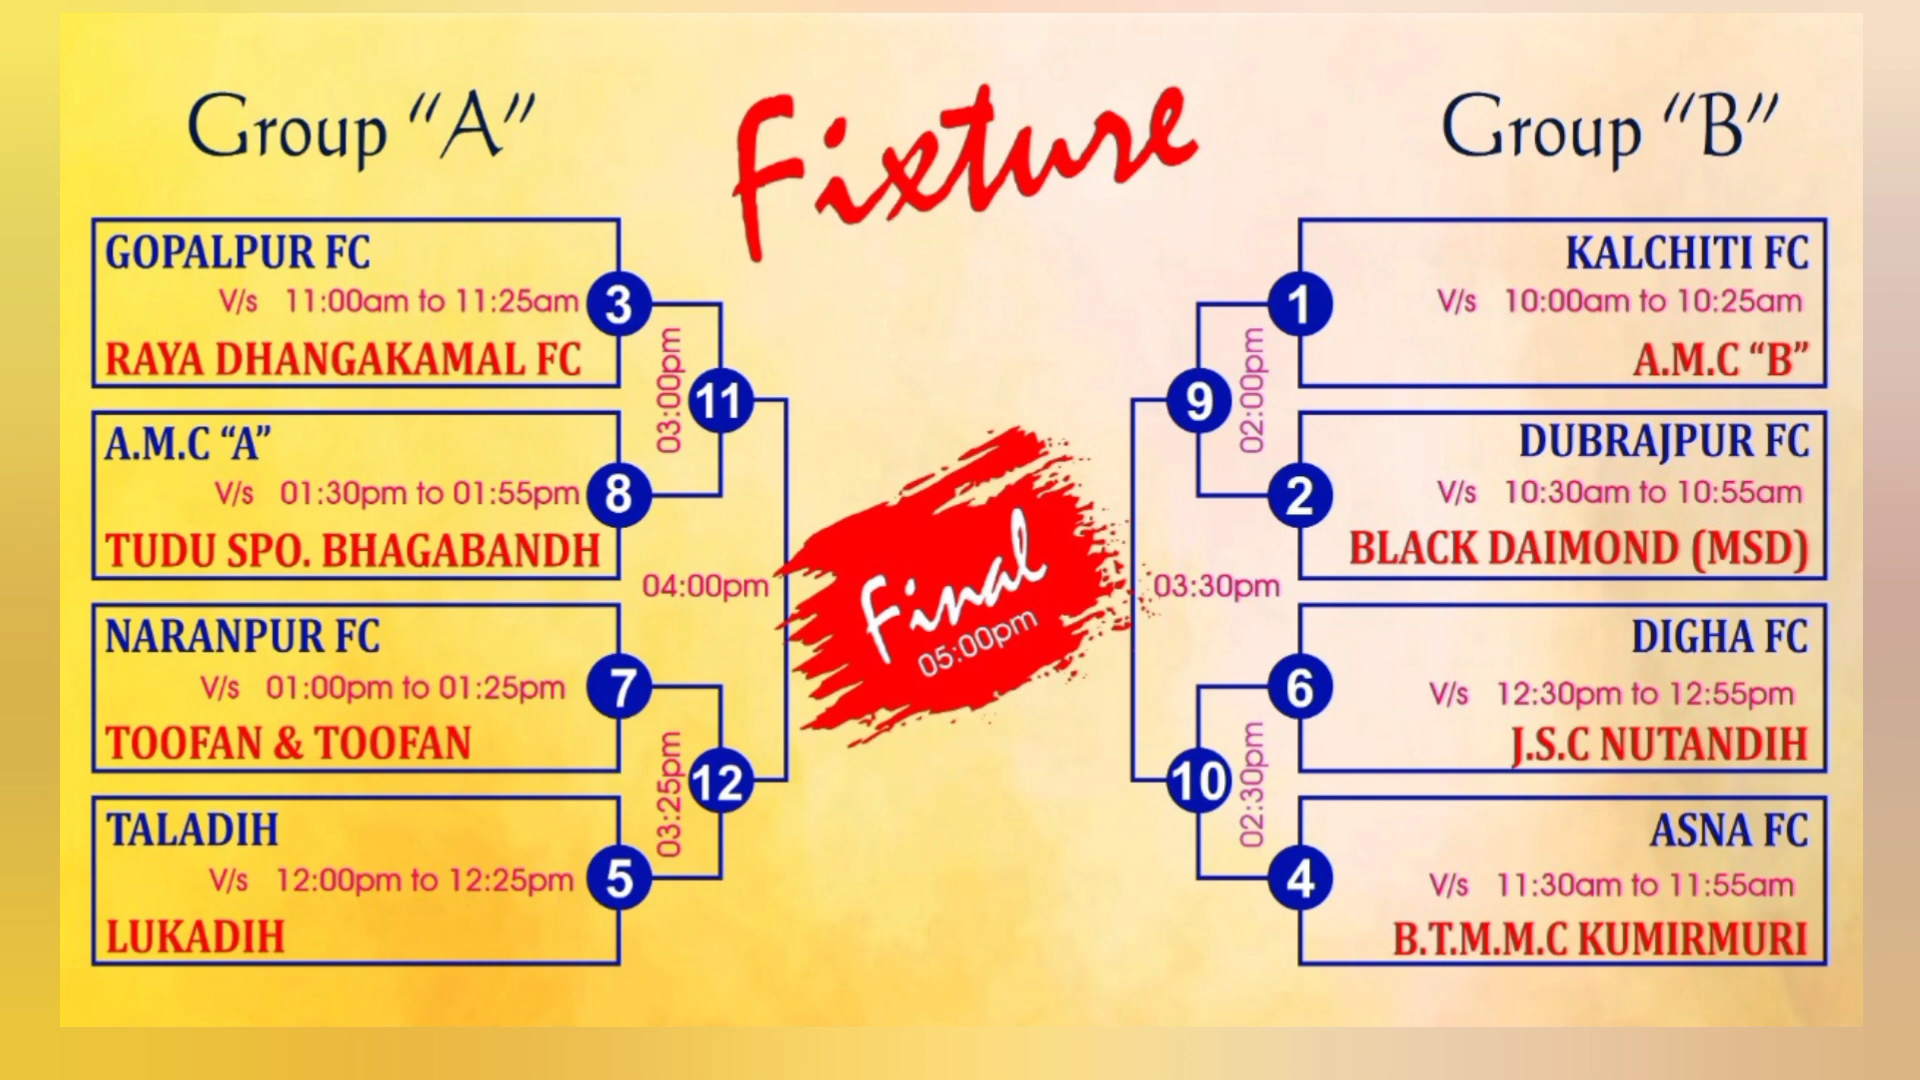 Group "A"
Fixture
Group "B"
GOPALPUR FC
V/s 11:00am to 11:25am
RAYA DHANGAKAMAL FC
3
A.M.C "A"
V/s 01:30pm to 01:55pm
TUDU SPO. BHAGABANDH
8
03:00pm
11
NARANPUR FC
V/s 01:00pm to 01:25pm
TOOFAN & TOOFAN
7
TALADIH
V/s 12:00pm to 12:25pm
LUKADIH
5
03:25pm
12
04:00pm
Final
05:00pm
03:30pm
KALCHITI FC
V/s 10:00am to 10:25am
A.M.C "B"
1
DUBRAJPUR FC
V/s 10:30am to 10:55am
BLACK DAIMOND (MSD)
2
02:00pm
9
DIGHA FC
V/s 12:30pm to 12:55pm
J.S.C NUTANDIH
6
ASNA FC
V/s 11:30am to 11:55am
B.T.M.M.C KUMIRMURI
4
02:30pm
10